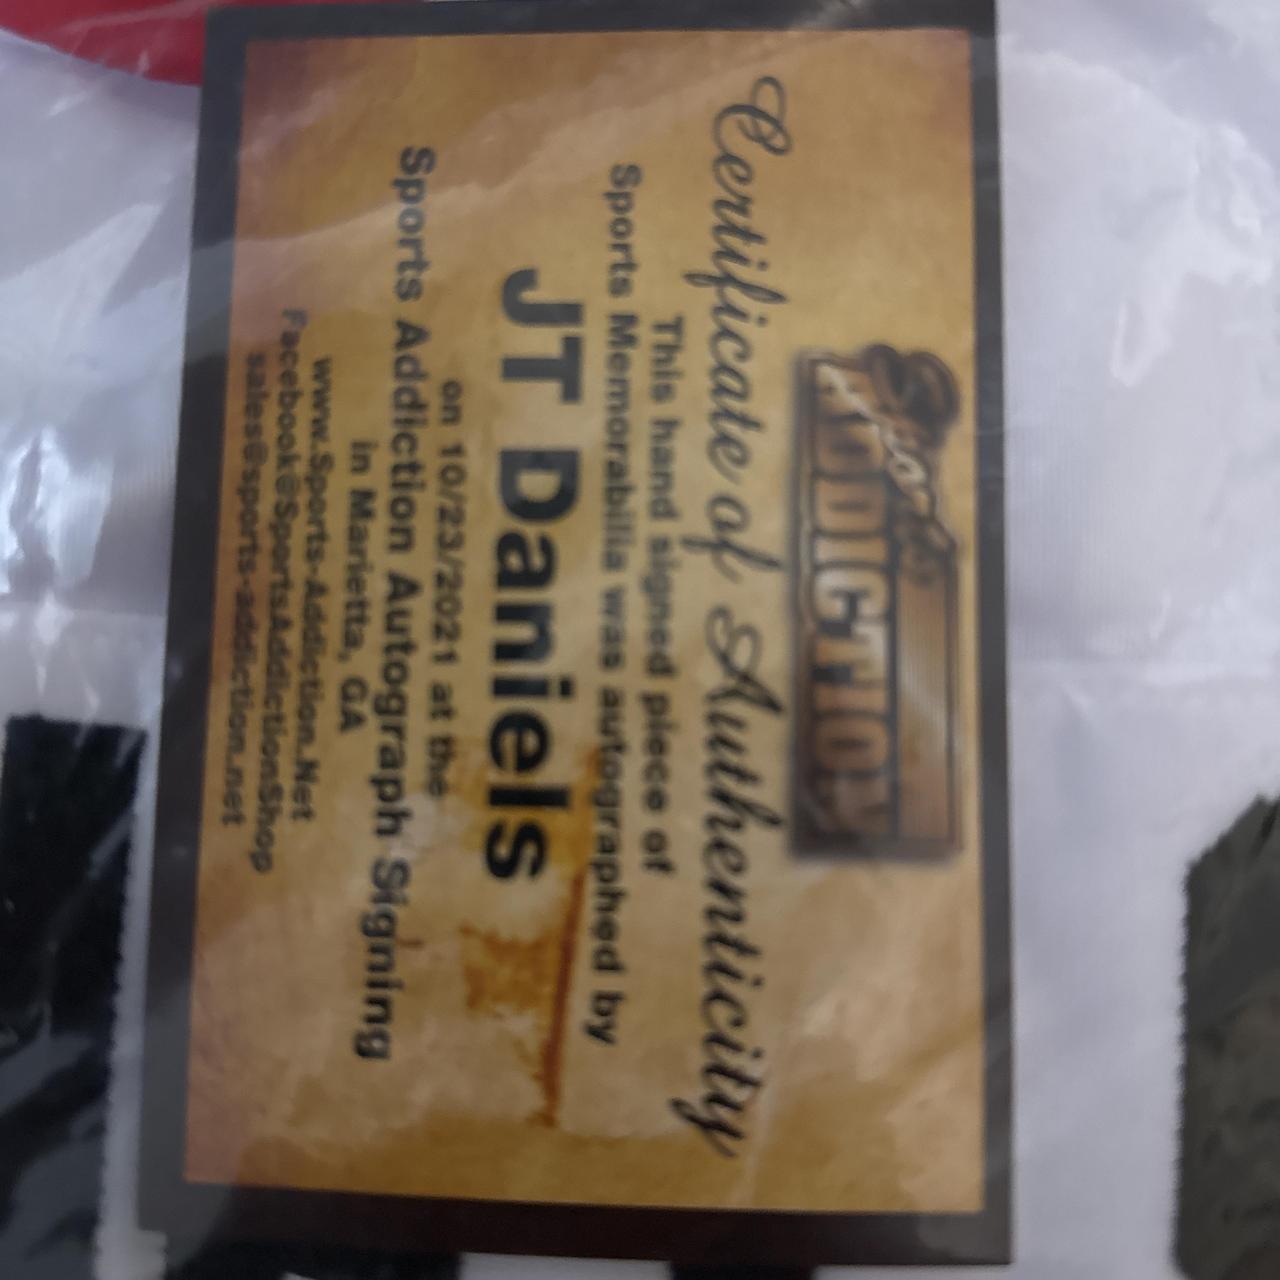 Sports
ADDICTION
Certificate of Authenticity
This hand signed piece of
Sports Memorabilia was autographed by
JT Daniels
on 10/23/2021 at the
Sports Addiction Autograph Signing
in Marietta, GA
www.Sports-Addiction.Net
Facebook@SportsAddictionShop
sales@sports-addiction.net